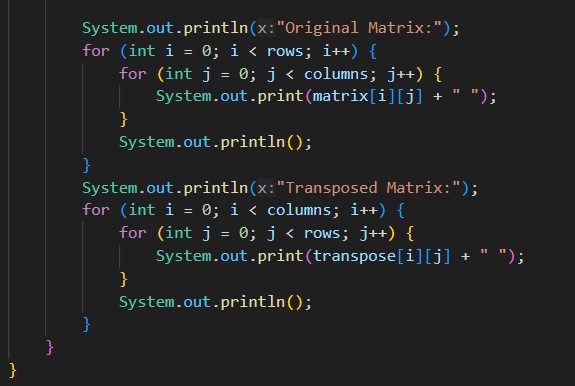 System.out.println(x:"Original Matrix:");
        for (int i = 0; i < rows; i++) {
            for (int j = 0; j < columns; j++) {
                System.out.print(matrix[i][j] + " ");
            }
            System.out.println();
        }
        System.out.println(x:"Transposed Matrix:");
        for (int i = 0; i < columns; i++) {
            for (int j = 0; j < rows; j++) {
                System.out.print(transpose[i][j] + " ");
            }
            System.out.println();
        }
    }
}